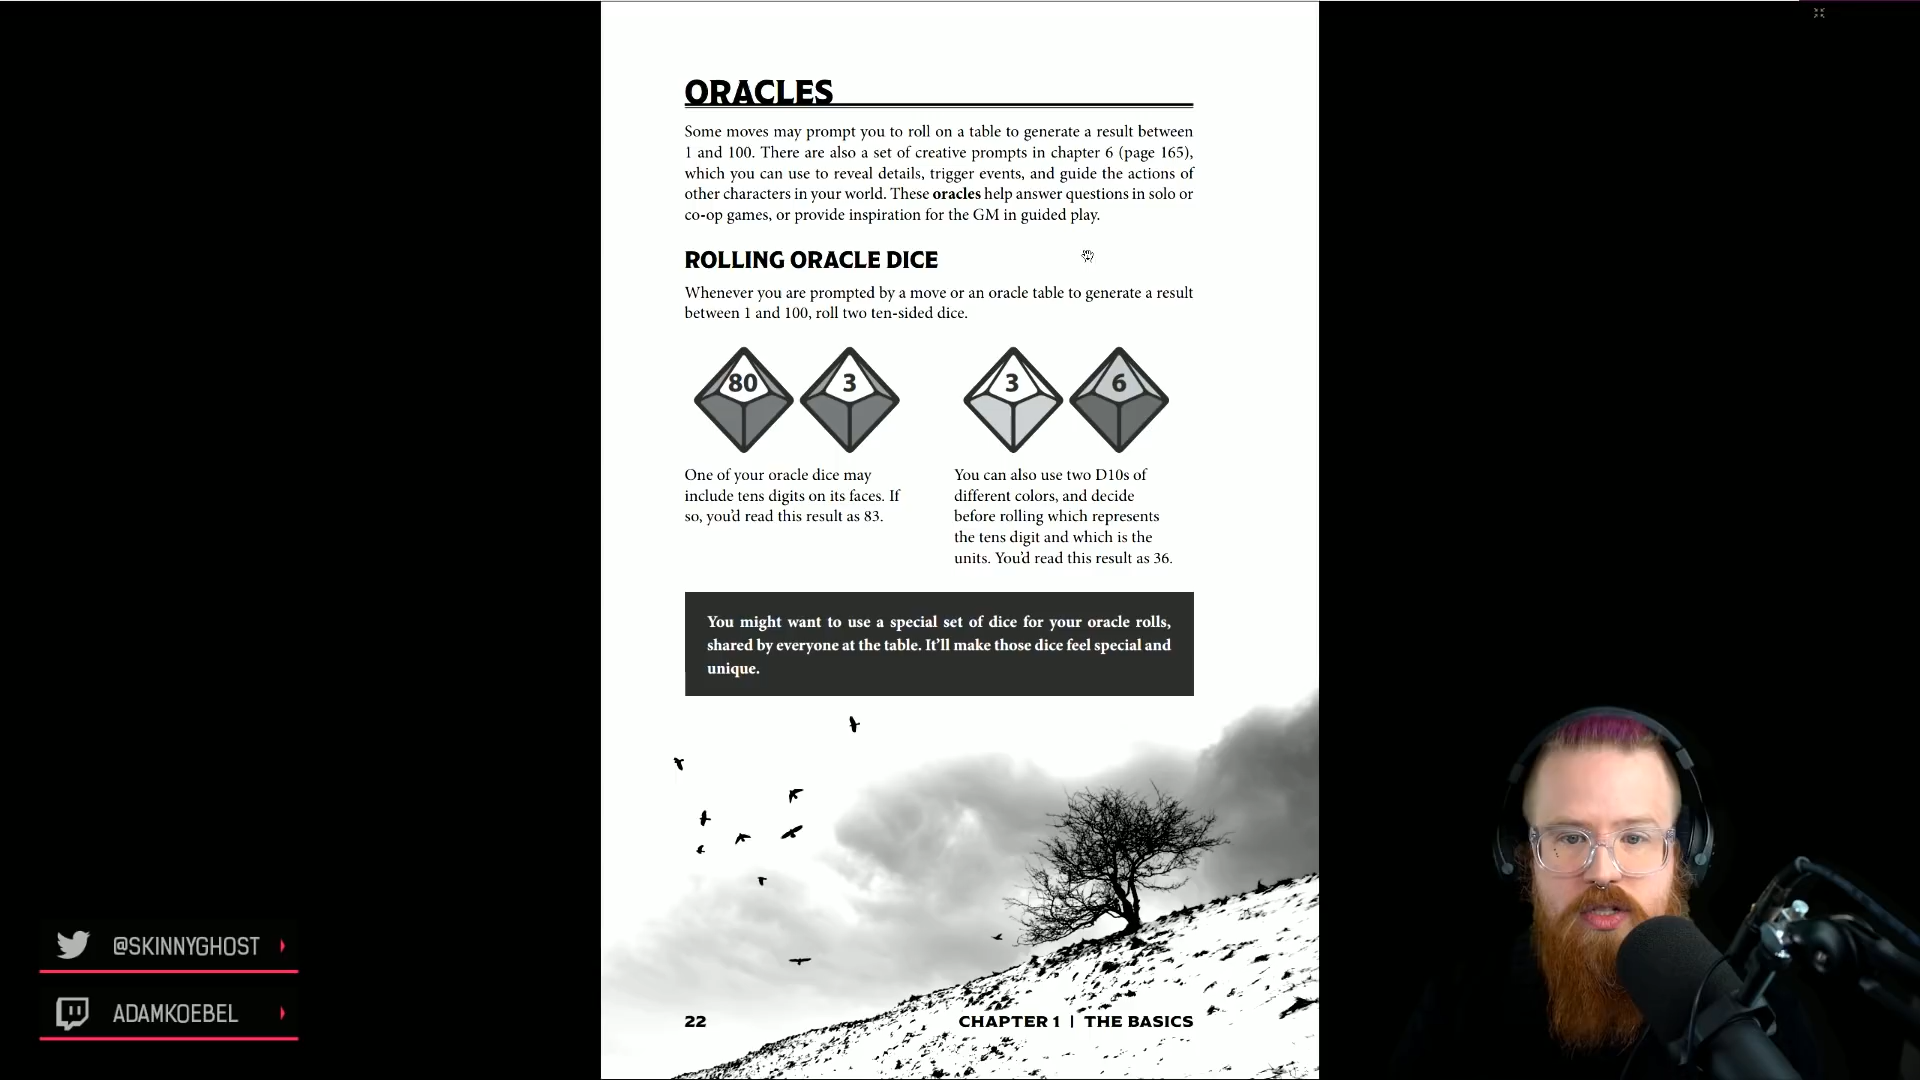 ORACLES
Some moves may prompt you to roll on a table to generate a result between
1 and 100. There are also a set of creative prompts in chapter 6 (page 165),
which you can use to reveal details, trigger events, and guide the actions of
other characters in your world. These oracles help answer questions in solo or
co-op games, or provide inspiration for the GM in guided play.
ROLLING ORACLE DICE
Whenever you are prompted by a move or an oracle table to generate a result
between 1 and 100, roll two ten-sided dice.
80 3
3 6
One of your oracle dice may
include tens digits on its faces. If
so, you'd read this result as 83.
You can also use two D10s of
different colors, and decide
before rolling which represents
the tens digit and which is the
units. You'd read this result as 36.
You might want to use a special set of dice for your oracle rolls,
shared by everyone at the table. It'll make those dice feel special and
unique.
22
CHAPTER 1 | THE BASICS
@SKINNYGHOST
ADAMKOEBEL